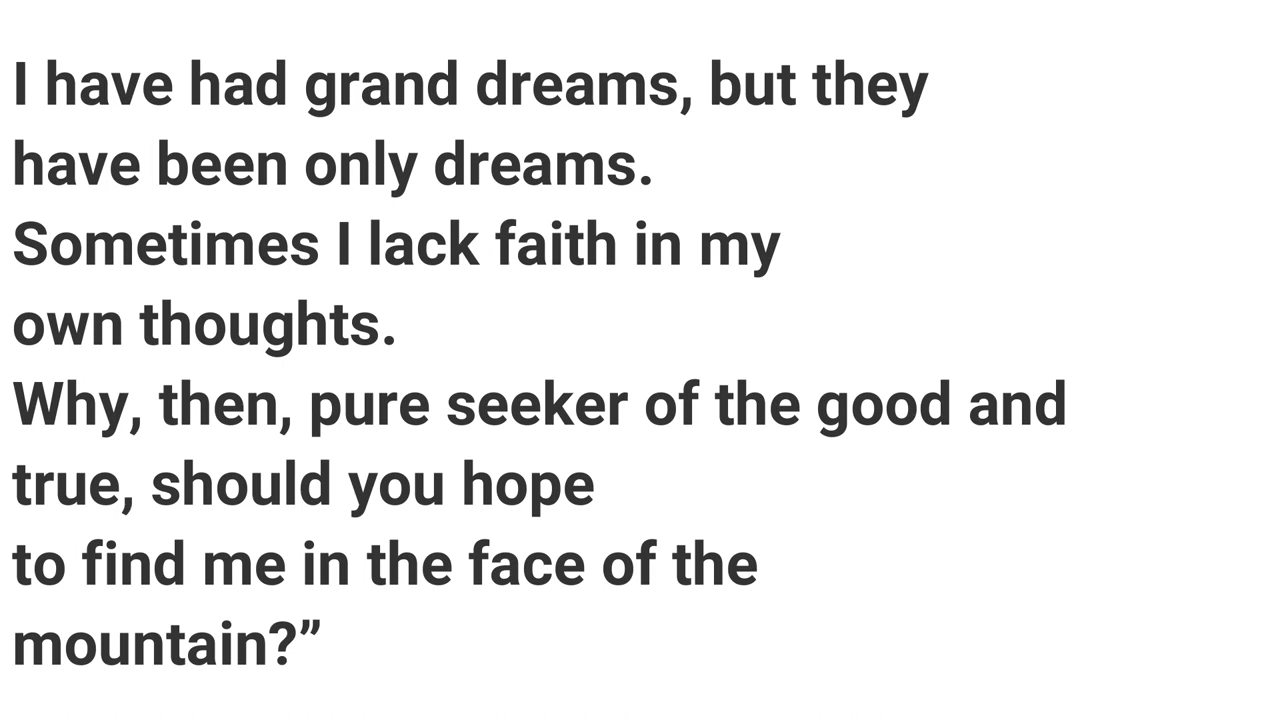 I have had grand dreams, but they
have been only dreams.
Sometimes I lack faith in my
own thoughts.
Why, then, pure seeker of the good and
true, should you hope
to find me in the face of the
mountain?”